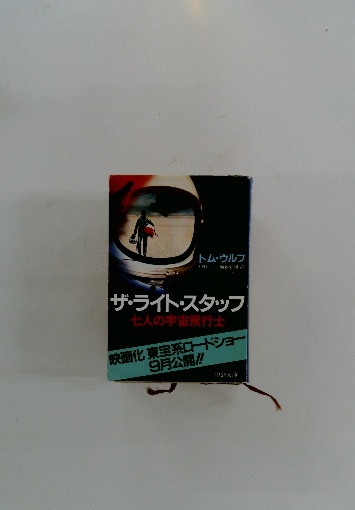 トム・ウルフ
ザ・ライト・スタッフ
七人の宇宙飛行士
映画化 東宝系ロードショー
9月公開!!